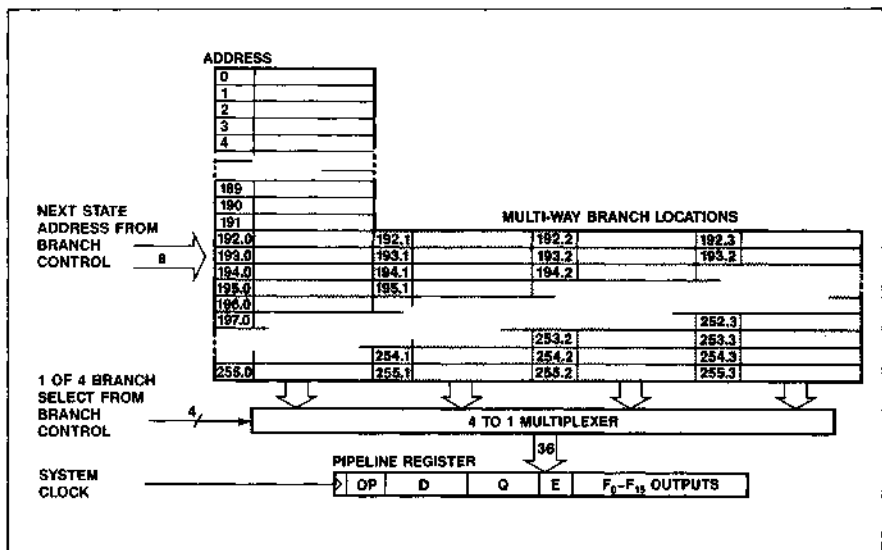 ADDRESS
0
1
2
3
4
189
190
191
MULTI-WAY BRANCH LOCATIONS
192.0 192.1 192.2 192.3
193.0 193.1 193.2 193.2
194.0 194.1 194.2
195.0 195.1
196.0
197.0 252.3
253.2 253.3
254.1 254.2 254.3
255.0 255.1 255.2 255.3
NEXT STATE
ADDRESS FROM
BRANCH
CONTROL
8
1 OF 4 BRANCH
SELECT FROM
BRANCH
CONTROL
4
4 TO 1 MULTIPLEXER
36
PIPELINE REGISTER
SYSTEM
CLOCK
OP D Q E F₀–F₁₅ OUTPUTS